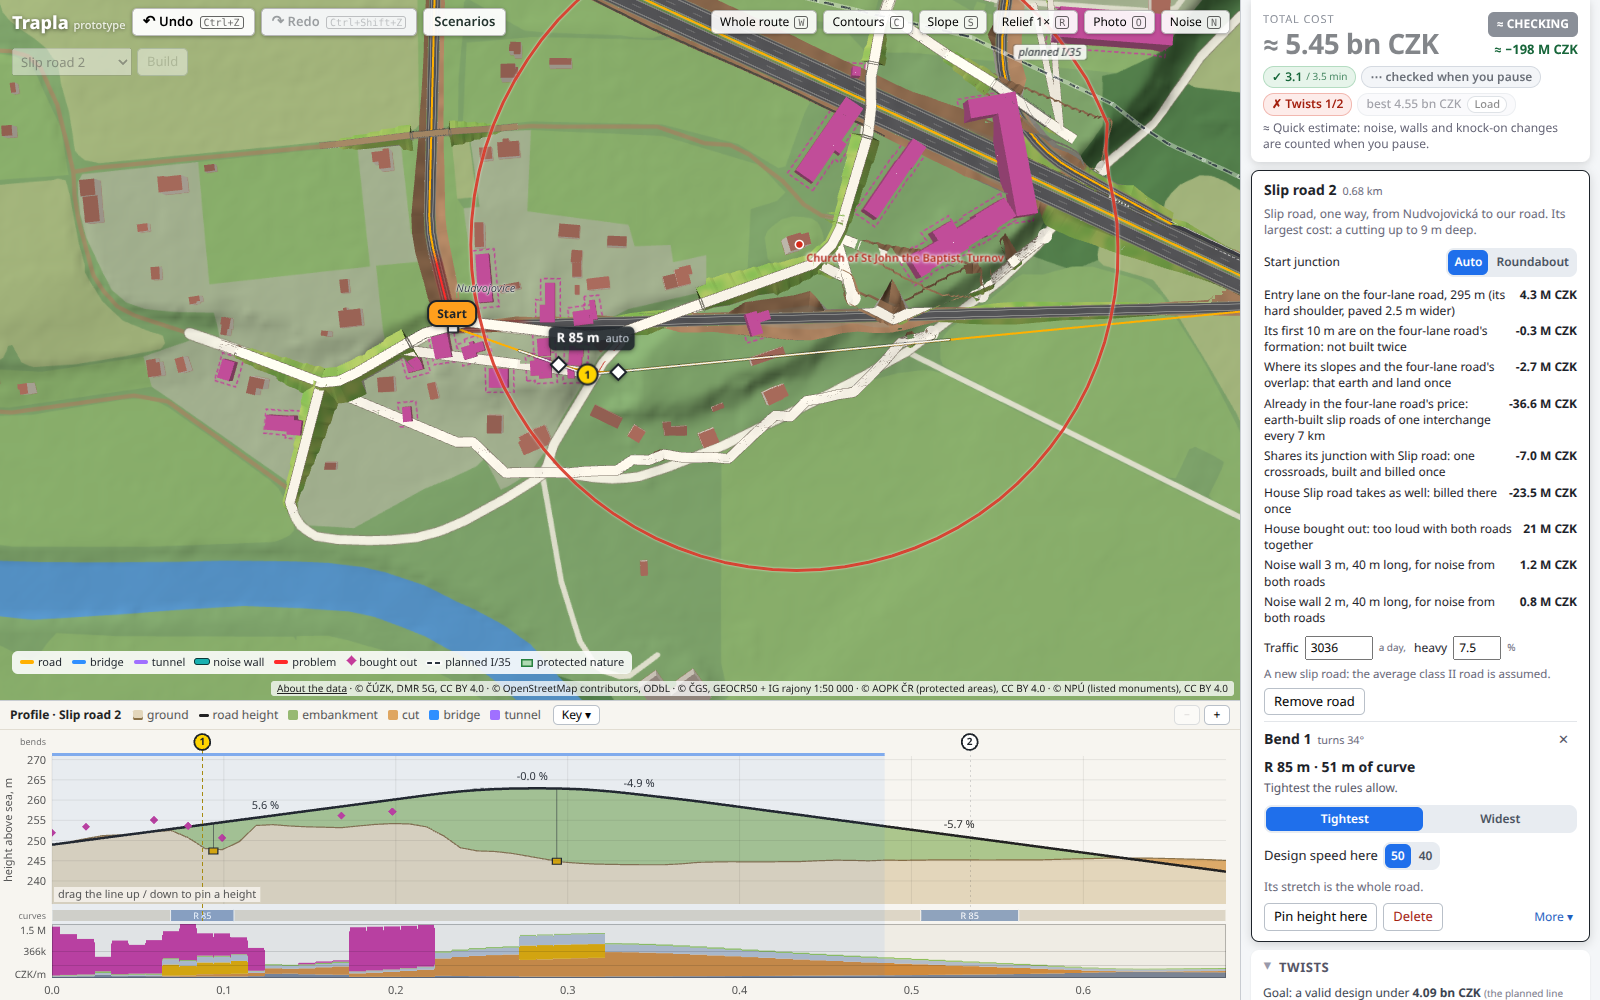 Trapla prototype
↶ Undo Ctrl+Z
↷ Redo Ctrl+Shift+Z
Scenarios
Whole route W
Contours C
Slope S
Relief 1× R
Photo O
Noise N
Slip road 2
Build
planned I/35
Church of St John the Baptist, Turnov
Nudvojovice
Start
R 85 m auto
1
road
bridge
tunnel
noise wall
problem
bought out
planned I/35
protected nature
About the data · © ČÚZK, DMR 5G, CC BY 4.0 · © OpenStreetMap contributors, ODbL · © ČGS, GEOCR50 + IG rajony 1:50 000 · © AOPK ČR (protected areas), CC BY 4.0 · © NPÚ (listed monuments), CC BY 4.0
Profile · Slip road 2
ground
road height
embankment
cut
bridge
tunnel
Key ▾
−
+
bends
1
2
270
265
260
255
250
245
240
height above sea, m
5.6 %
-0.0 %
-4.9 %
-5.7 %
drag the line up / down to pin a height
curves
R 85
R 85
1.5 M
366k
CZK/m
0.0
0.1
0.2
0.3
0.4
0.5
0.6
TOTAL COST
≈ CHECKING
≈ 5.45 bn CZK
≈ −198 M CZK
✓ 3.1 / 3.5 min
··· checked when you pause
✗ Twists 1/2
best 4.55 bn CZK Load
≈ Quick estimate: noise, walls and knock-on changes
are counted when you pause.
Slip road 2 0.68 km
Slip road, one way, from Nudvojovická to our road. Its
largest cost: a cutting up to 9 m deep.
Start junction
Auto
Roundabout
Entry lane on the four-lane road, 295 m (its 4.3 M CZK
hard shoulder, paved 2.5 m wider)
Its first 10 m are on the four-lane road's -0.3 M CZK
formation: not built twice
Where its slopes and the four-lane road's -2.7 M CZK
overlap: that earth and land once
Already in the four-lane road's price: -36.6 M CZK
earth-built slip roads of one interchange
every 7 km
Shares its junction with Slip road: one -7.0 M CZK
crossroads, built and billed once
House Slip road takes as well: billed there -23.5 M CZK
once
House bought out: too loud with both roads 21 M CZK
together
Noise wall 3 m, 40 m long, for noise from 1.2 M CZK
both roads
Noise wall 2 m, 40 m long, for noise from 0.8 M CZK
both roads
Traffic 3036 a day, heavy 7.5 %
A new slip road: the average class II road is assumed.
Remove road
Bend 1 turns 34°
✕
R 85 m · 51 m of curve
Tightest the rules allow.
Tightest
Widest
Design speed here 50 40
Its stretch is the whole road.
Pin height here
Delete
More ▾
▼ TWISTS
Goal: a valid design under 4.09 bn CZK (the planned line